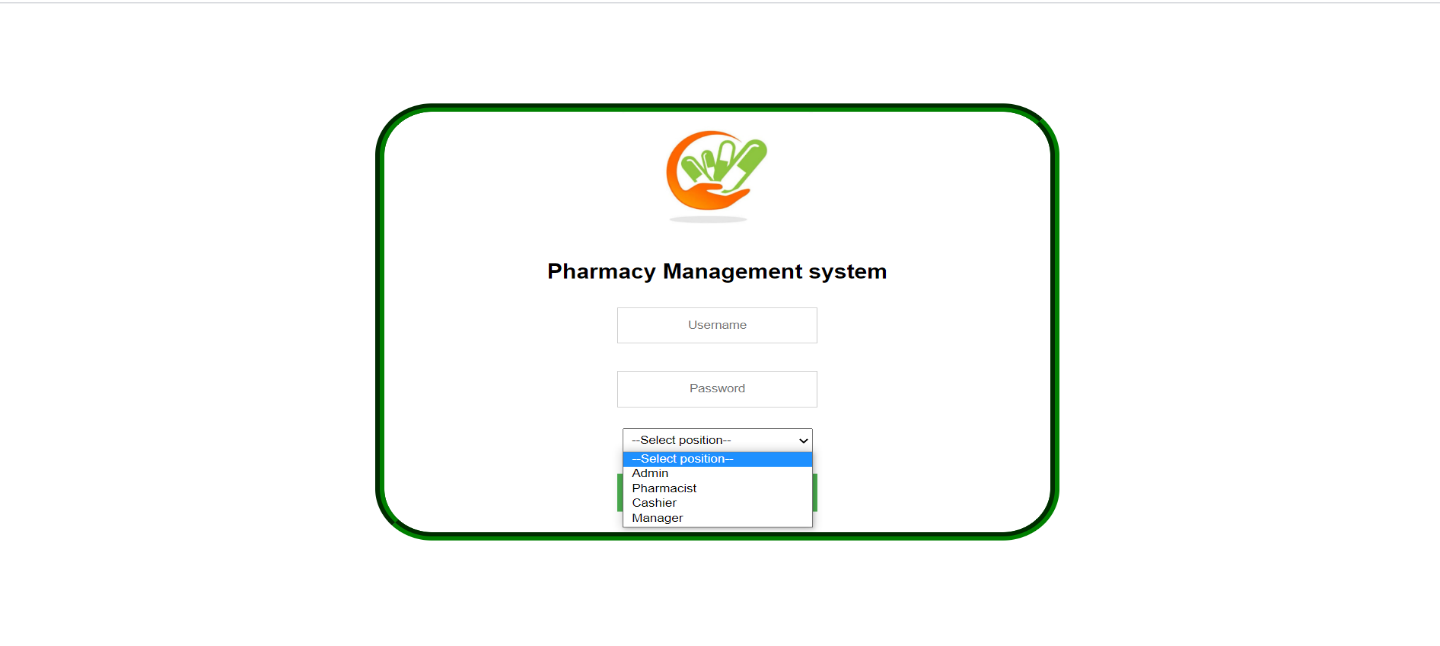 Pharmacy Management system
Username
Password
--Select position--
--Select position--
Admin
Pharmacist
Cashier
Manager